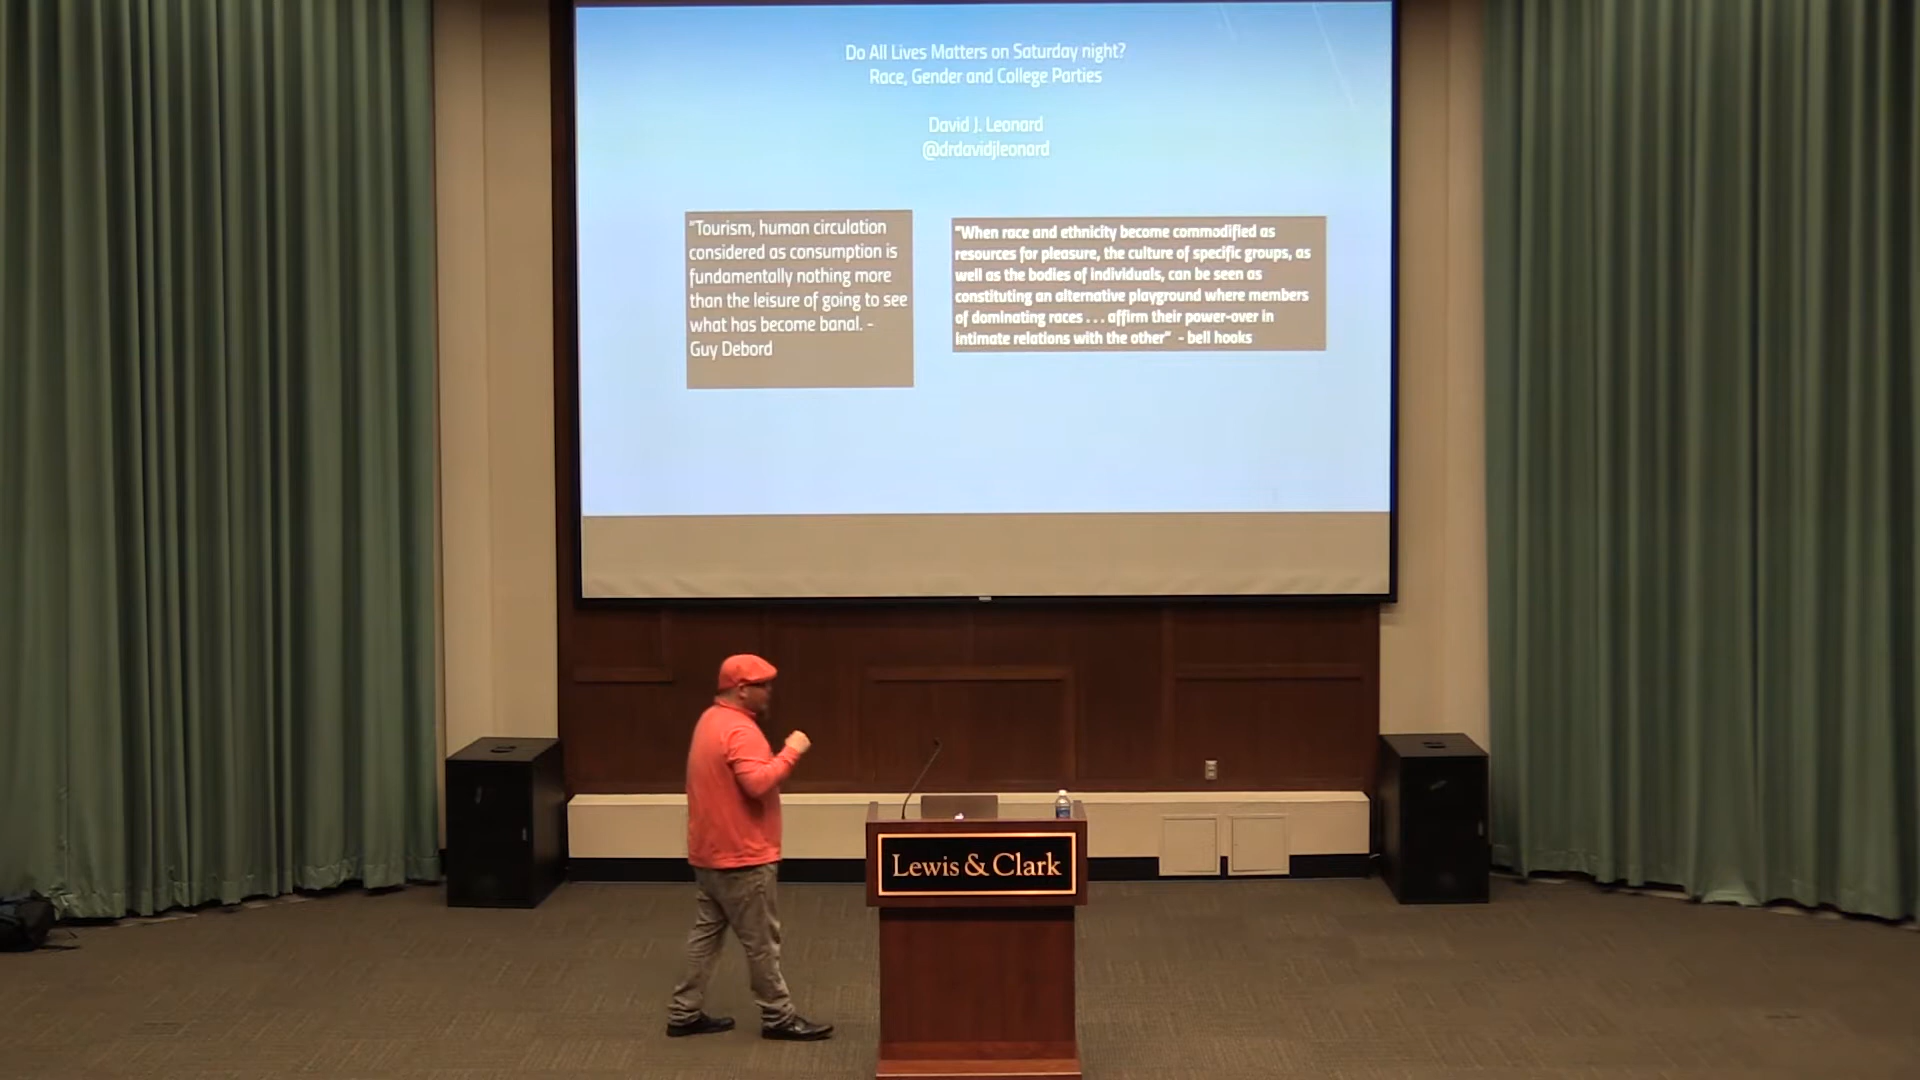 Do All Lives Matters on Saturday night?
Race, Gender and College Parties
David J. Leonard
@drdavidjleonard
"Tourism, human circulation
considered as consumption is
fundamentally nothing more
than the leisure of going to see
what has become banal. -
Guy Debord
"When race and ethnicity become commodified as
resources for pleasure, the culture of specific groups, as
well as the bodies of individuals, can be seen as
constituting an alternative playground where members
of dominating races . . . affirm their power-over in
intimate relations with the other" - bell hooks
Lewis & Clark